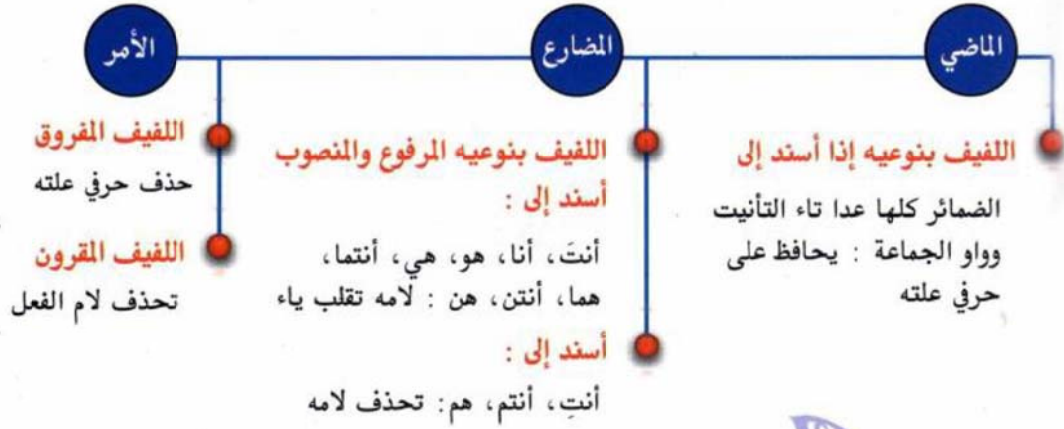 الماضي
اللفيف بنوعيه إذا أسند إلى
الضمائر كلها عدا تاء التأنيت
وواو الجماعة : يحافظ على
حرفي علته
المضارع
اللفيف بنوعيه المرفوع والمنصوب
أسند إلى :
أنتَ، أنا، هو، هي، أنتما،
هما، أنتن، هن : لامه تقلب ياء
أسند إلى :
أنتِ، أنتم، هم: تحذف لامه
الأمر
اللفيف المفروق
حذف حرفي علته
اللفيف المقرون
تحذف لام الفعل